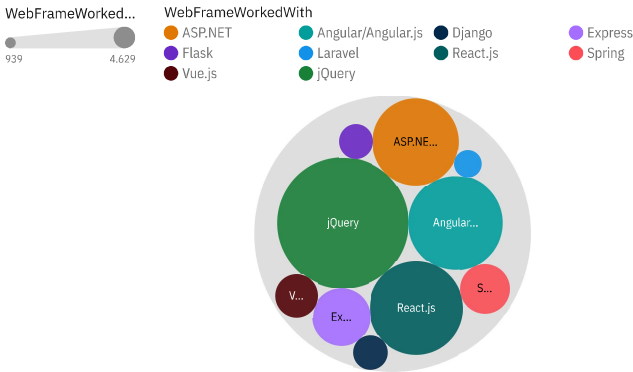 WebFrameWorked...
939
4.629
WebFrameWorkedWith
ASP.NET
Angular/Angular.js
Django
Express
Flask
Laravel
React.js
Spring
Vue.js
jQuery
ASP.NE...
jQuery
Angular...
V...
Ex...
React.js
S...